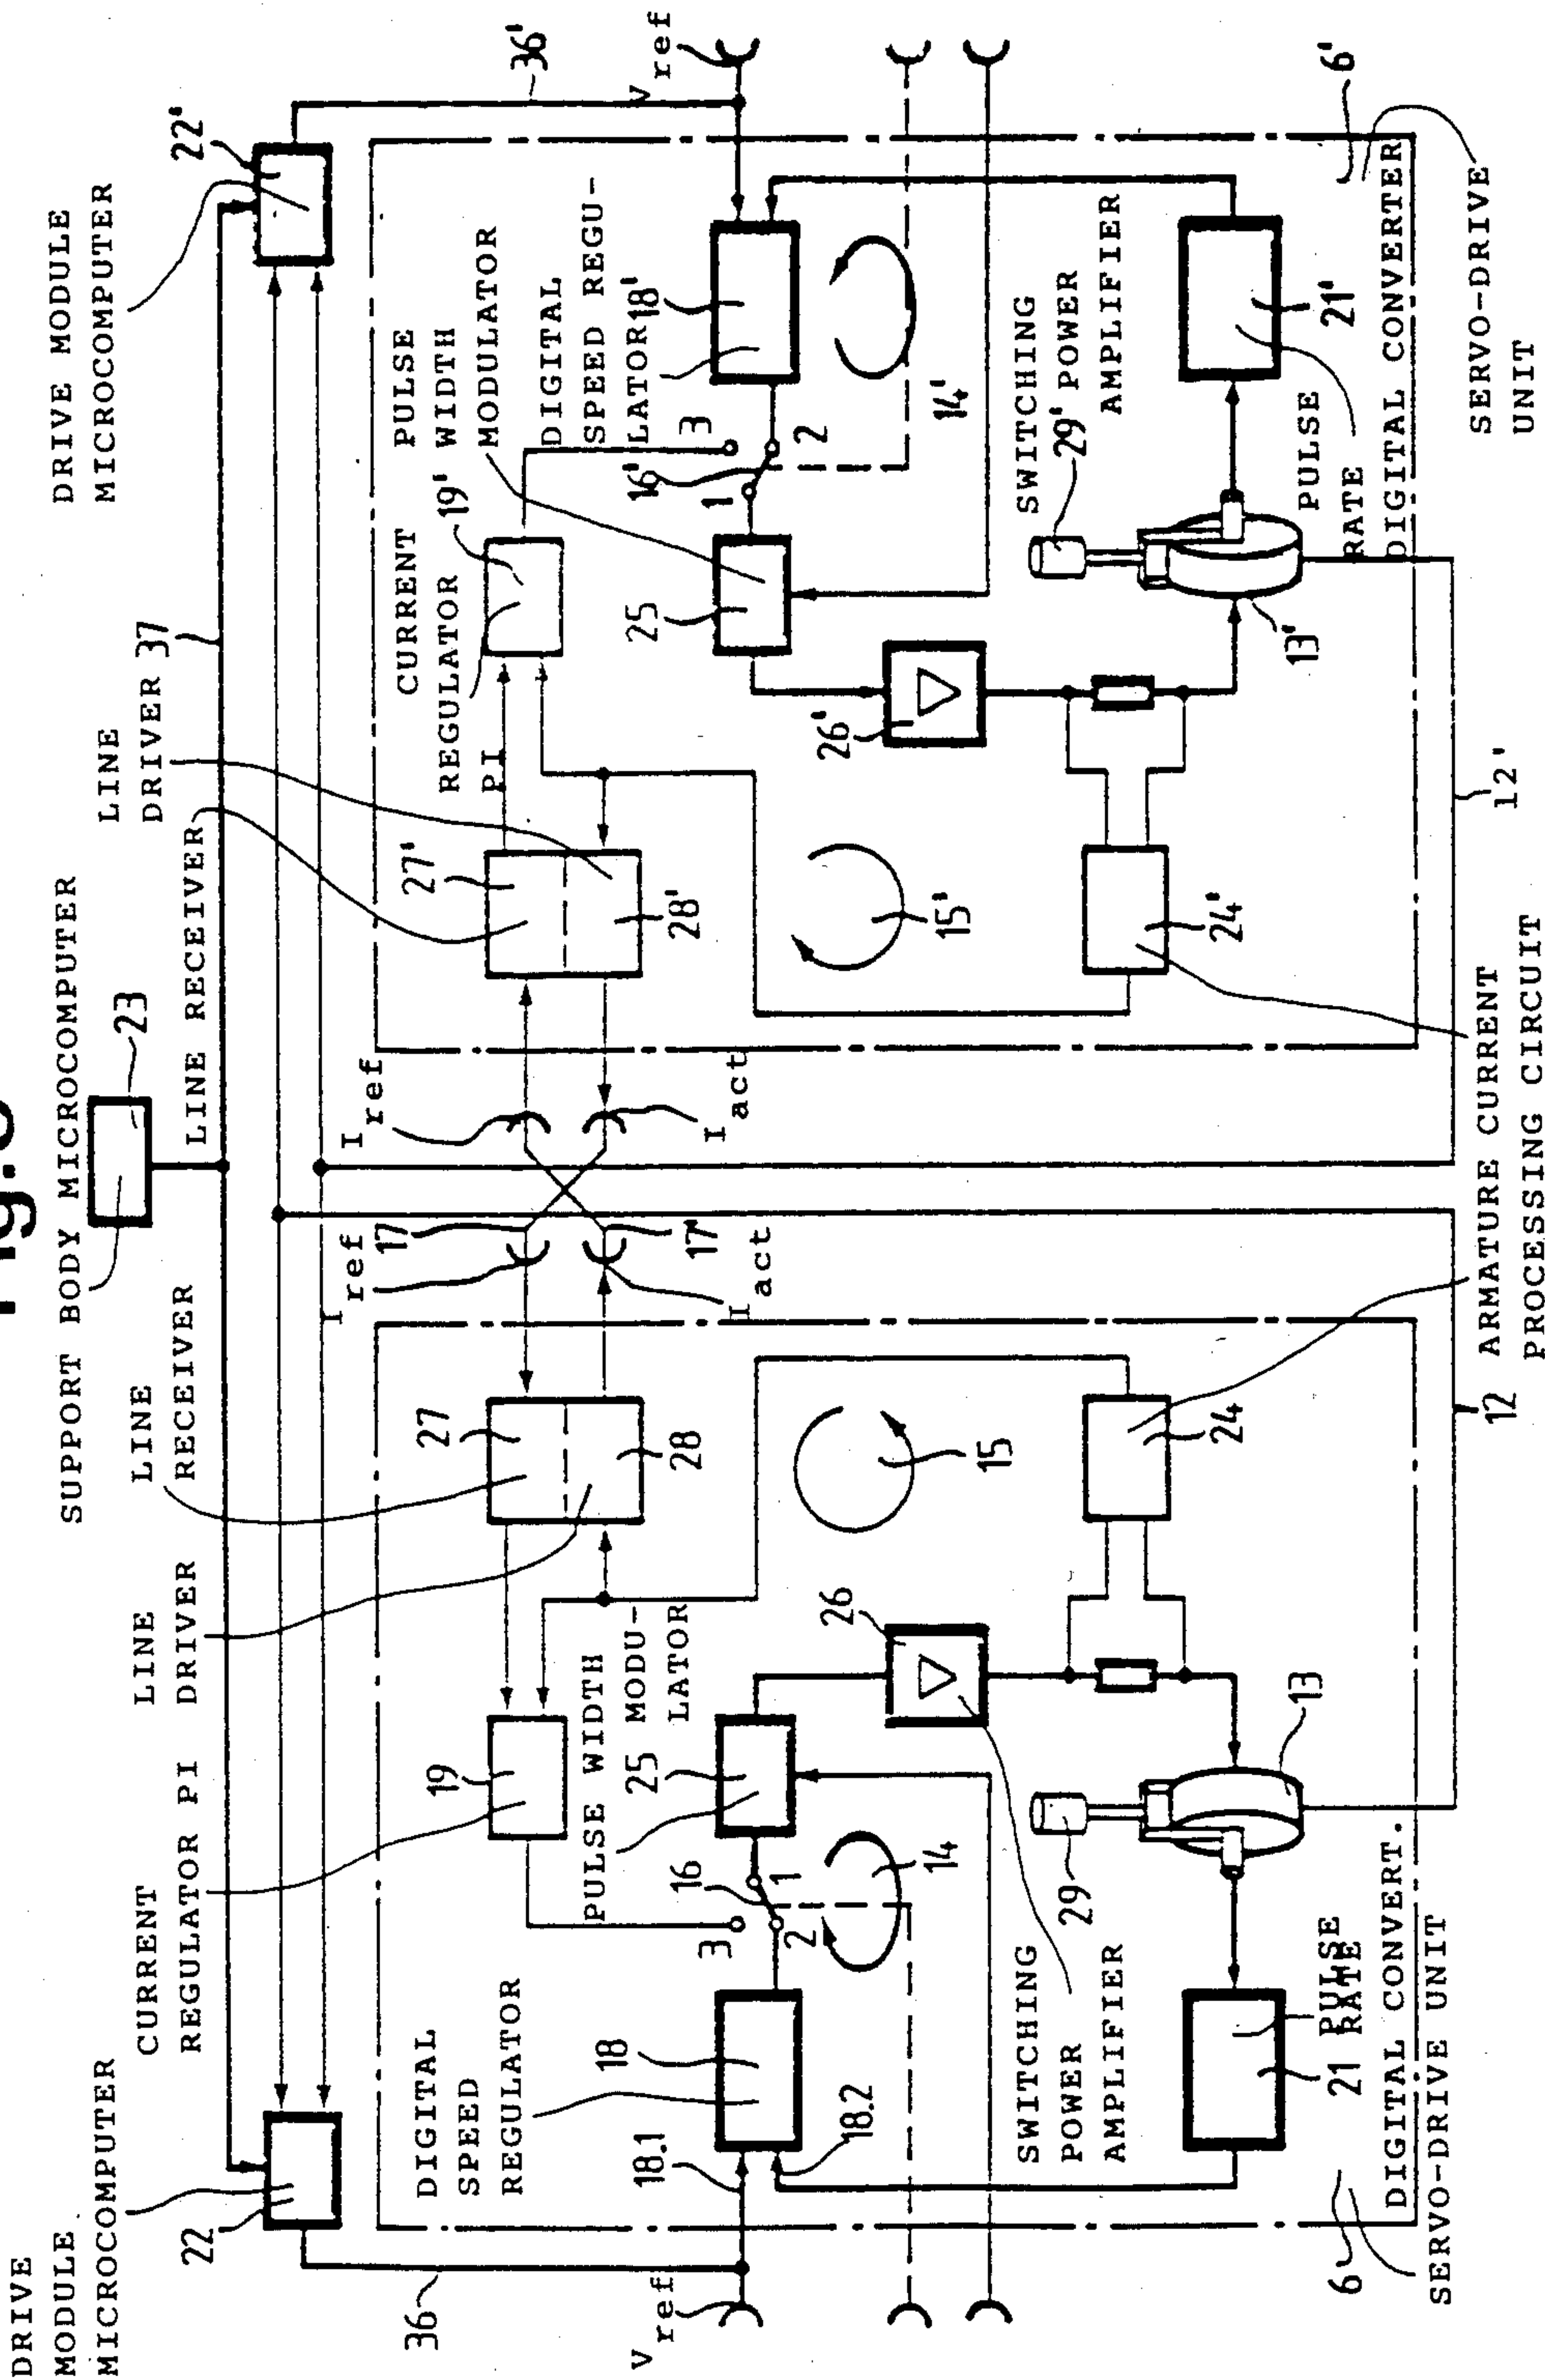 Fig.
SUPPORT BODY MICROCOMPUTER
23
DRIVE
MODULE
MICROCOMPUTER
22
CURRENT
REGULATOR PI
LINE
DRIVER
LINE
RECEIVER
LINE RECEIVER
LINE
DRIVER
37
DRIVE MODULE
MICROCOMPUTER
22'
36
36'
V ref
V ref
I ref
I act
17
17'
I ref
I act
DIGITAL
SPEED
REGULATOR
18
18.1
18.2
19
27
28
PULSE WIDTH
MODU-
LATOR
25
16
1
2
3
14
15
26
24
SWITCHING
POWER
AMPLIFIER
29
13
PULSE
RATE
21
DIGITAL CONVERT.
6
SERVO-DRIVE UNIT
12
27'
28'
CURRENT
REGULATOR
PI
19'
PULSE
WIDTH
MODULATOR
25
DIGITAL
SPEED REGU-
LATOR
18'
16'
1
2
3
14'
15'
26'
24'
SWITCHING
POWER
AMPLIFIER
29'
13'
PULSE
RATE
DIGITAL CONVERTER
21'
6'
SERVO-DRIVE
UNIT
12'
ARMATURE CURRENT
PROCESSING CIRCUIT